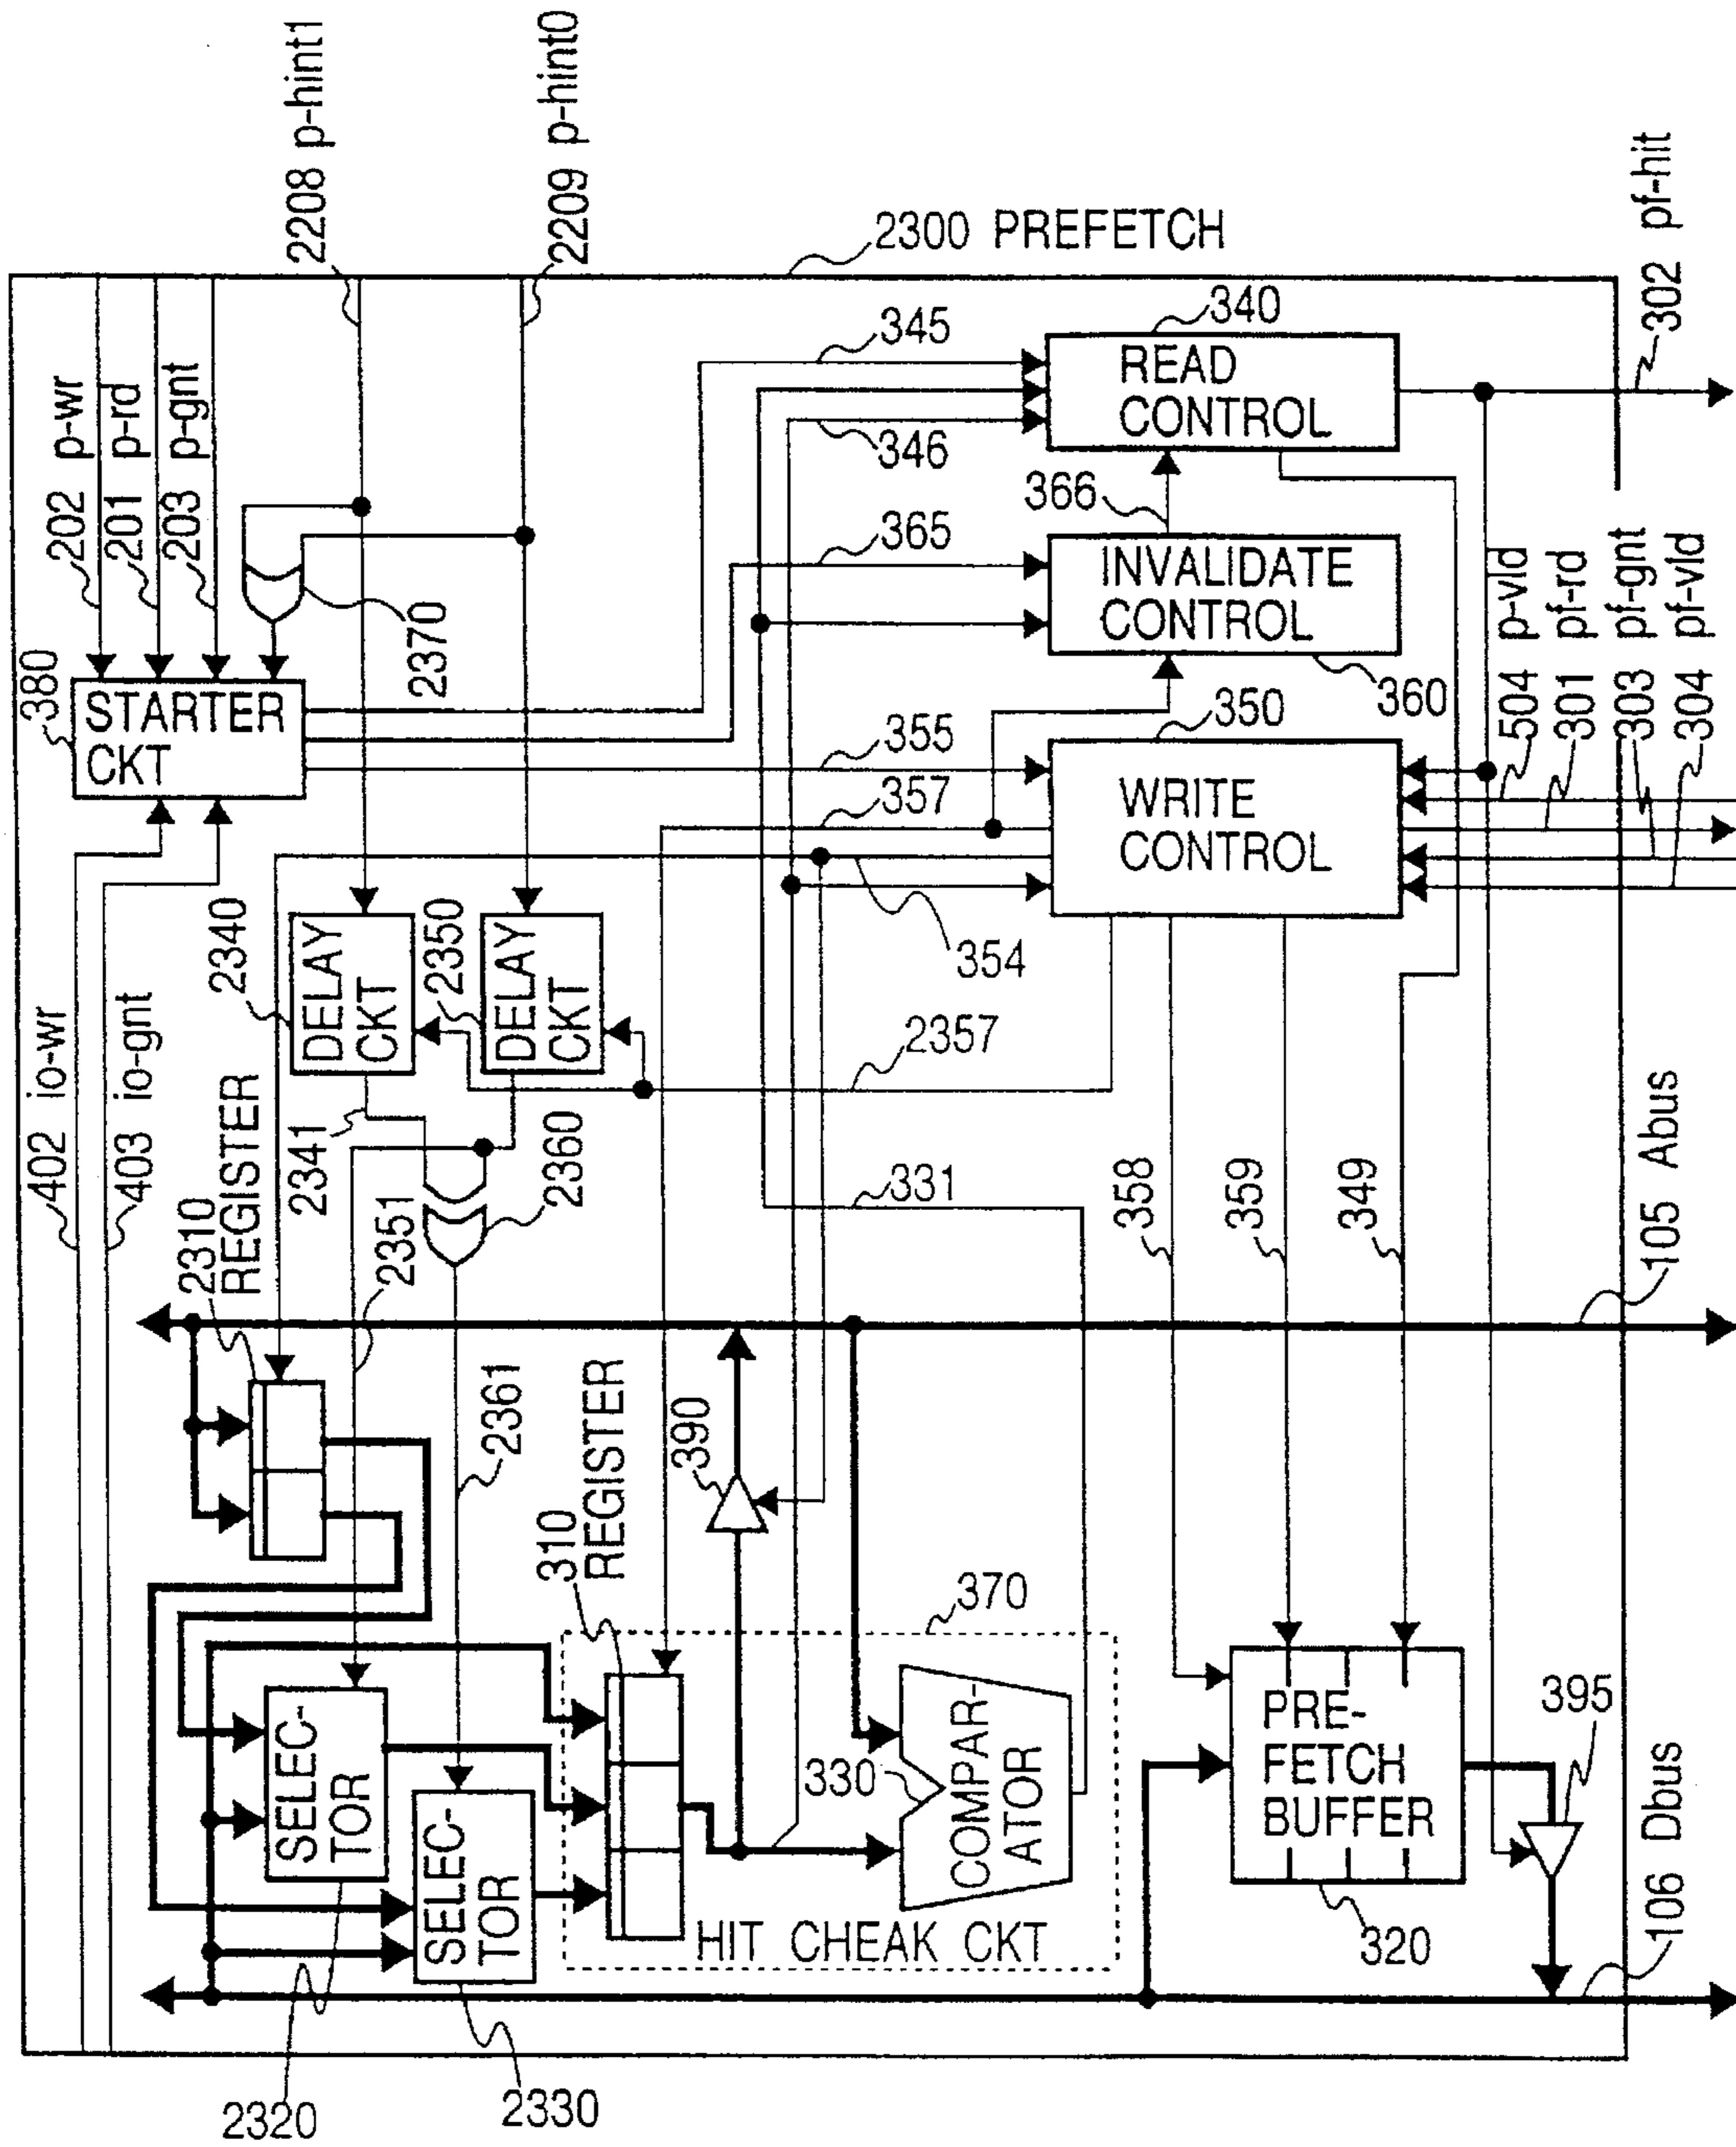 402 io-wr
403 io-gnt
202 p-wr
201 p-rd
203 p-gnt
2208 p-hint1
2209 p-hint0
2300 PREFETCH
380
STARTER
CKT
2370
2310
REGISTER
2340
DELAY
CKT
2350
DELAY
CKT
2341
2351
2360
2361
SELEC-
TOR
2320
SELEC-
TOR
2330
310
REGISTER
390
370
330
COMPAR-
ATOR
HIT CHEAK CKT
345
346
365
355
357
354
2357
331
340
READ
CONTROL
366
INVALIDATE
CONTROL
360
350
WRITE
CONTROL
358
359
349
PRE-
FETCH
BUFFER
320
395
302 pf-hit
504 p-vld
301 pf-rd
303 pf-gnt
304 pf-vld
105 Abus
106 Dbus